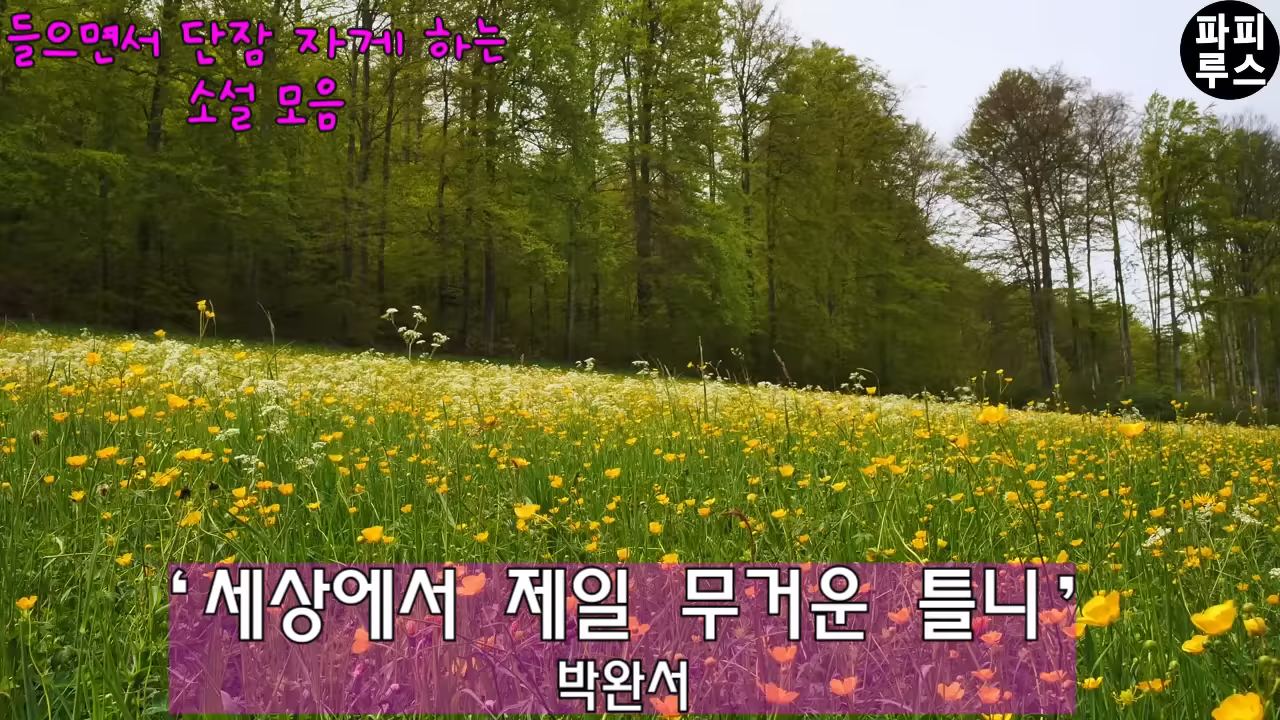 들으면서 단잠 자게 하는
소설 모음
파피
루스
‘세상에서 제일 무거운 틀니’
박완서